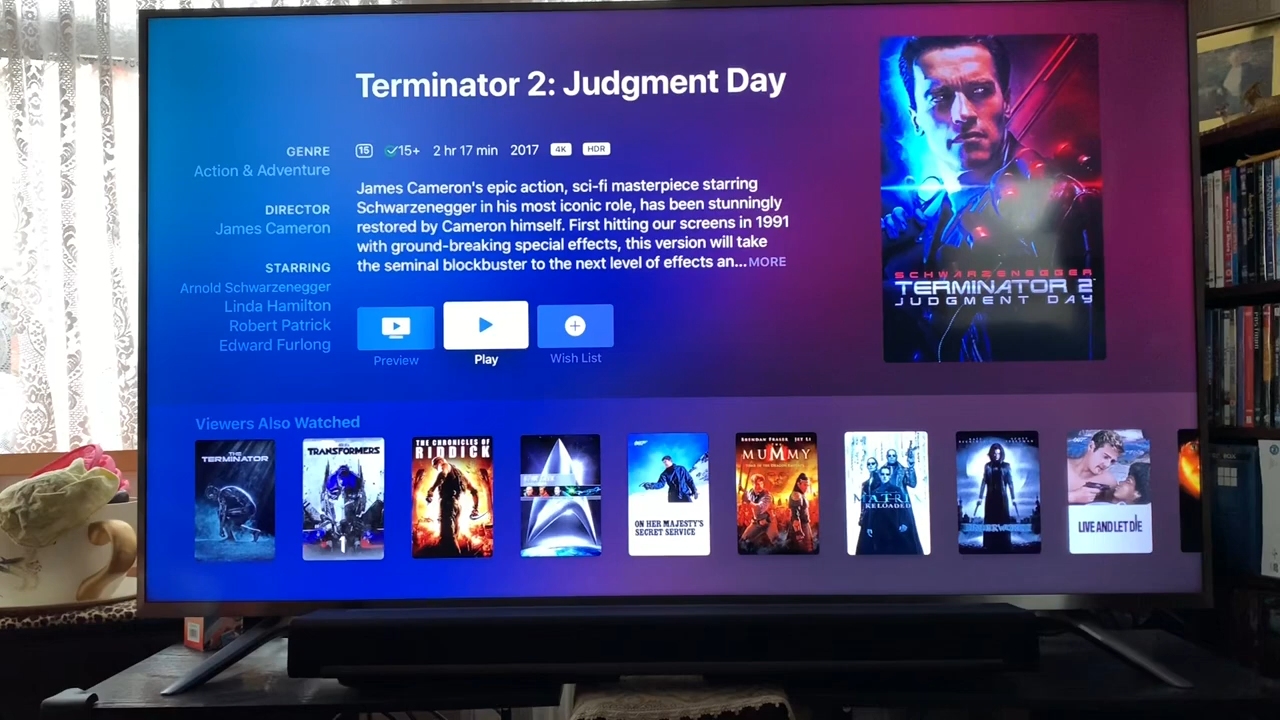 Terminator 2: Judgment Day
GENRE
Action & Adventure
DIRECTOR
James Cameron
STARRING
Arnold Schwarzenegger
Linda Hamilton
Robert Patrick
Edward Furlong
15 15+ 2 hr 17 min 2017 4K HDR
James Cameron's epic action, sci-fi masterpiece starring
Schwarzenegger in his most iconic role, has been stunningly
restored by Cameron himself. First hitting our screens in 1991
with ground-breaking special effects, this version will take
the seminal blockbuster to the next level of effects an...MORE
Preview
Play
Wish List
SCHWARZENEGGER
TERMINATOR 2
JUDGMENT DAY
Viewers Also Watched
THE
TERMINATOR
TRANSFORMERS
THE CHRONICLES OF
RIDDICK
ON HER MAJESTY'S
SECRET SERVICE
BRENDAN FRASER JET LI
THE
MUMMY
MATRIX
RELOADED
UNDERWORLD
LIVE AND LET DIE